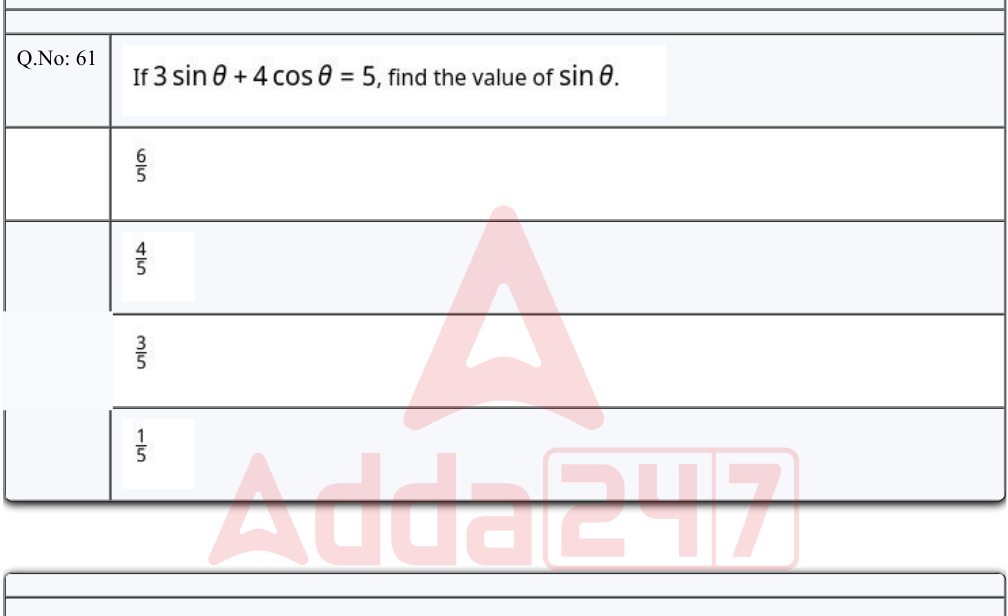 Q.No: 61
If 3 sin θ + 4 cos θ = 5, find the value of sin θ.
6/5
4/5
3/5
1/5
Adda247